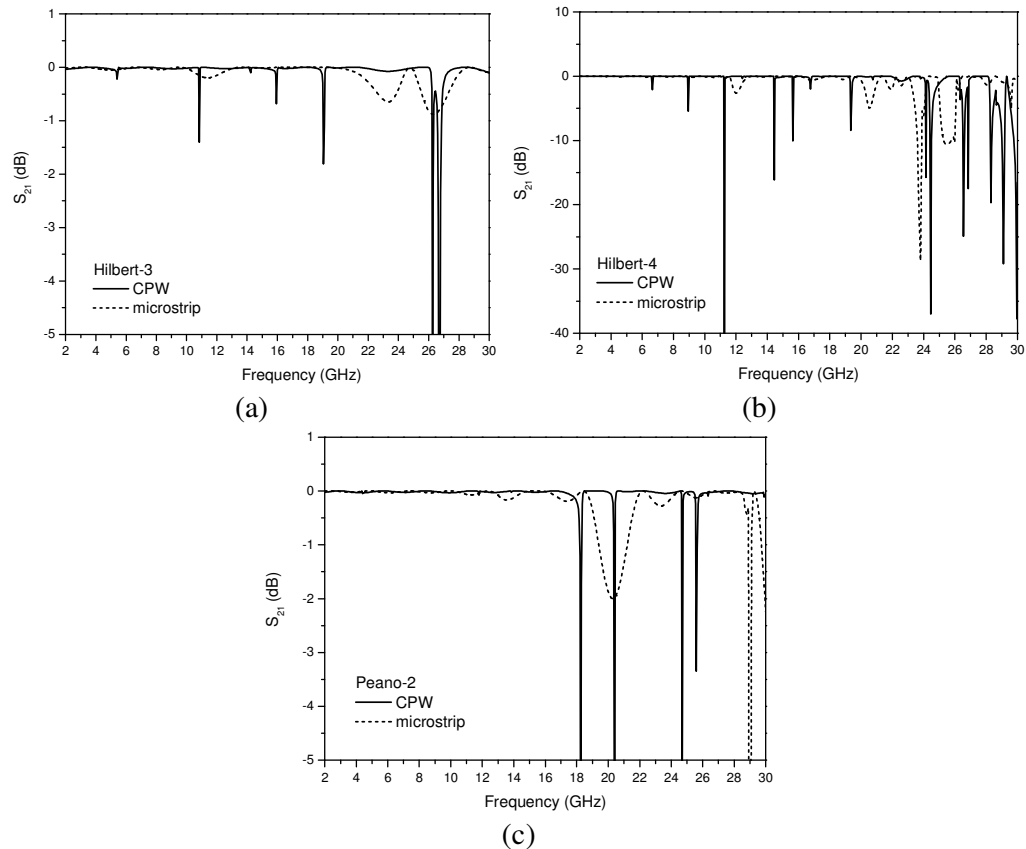 1
0
-1
-2
-3
-4
-5
S21 (dB)
Hilbert-3
CPW
microstrip
2 4 6 8 10 12 14 16 18 20 22 24 26 28 30
Frequency (GHz)
(a)
10
0
-10
-20
-30
-40
S21 (dB)
Hilbert-4
CPW
microstrip
2 4 6 8 10 12 14 16 18 20 22 24 26 28 30
Frequency (GHz)
(b)
1
0
-1
-2
-3
-4
-5
S21 (dB)
Peano-2
CPW
microstrip
2 4 6 8 10 12 14 16 18 20 22 24 26 28 30
Frequency (GHz)
(c)